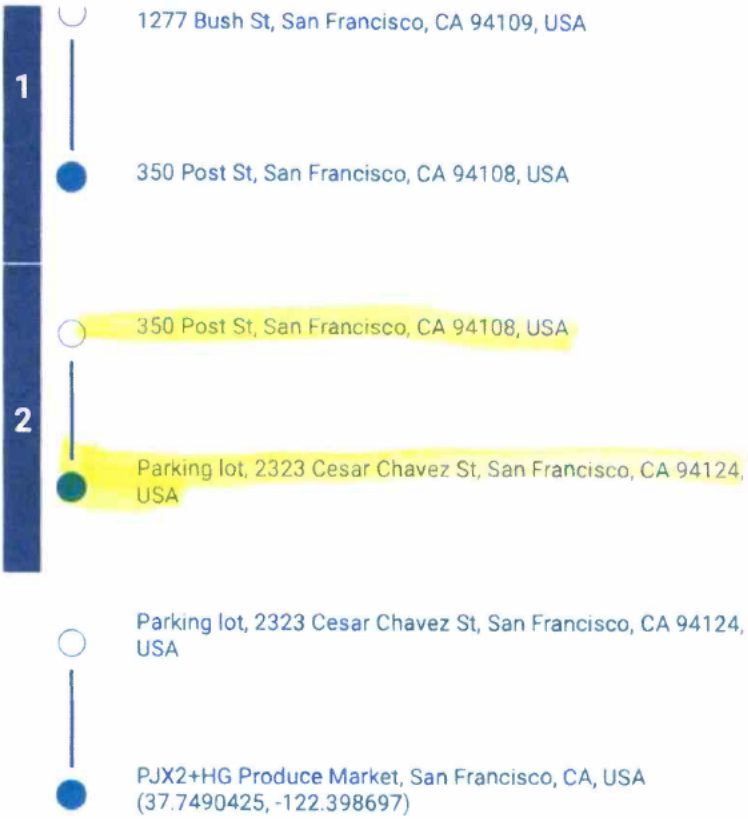 1277 Bush St, San Francisco, CA 94109, USA
1
350 Post St, San Francisco, CA 94108, USA
350 Post St, San Francisco, CA 94108, USA
2
Parking lot, 2323 Cesar Chavez St, San Francisco, CA 94124,
USA
Parking lot, 2323 Cesar Chavez St, San Francisco, CA 94124,
USA
PJX2+HG Produce Market, San Francisco, CA, USA
(37.7490425, -122.398697)